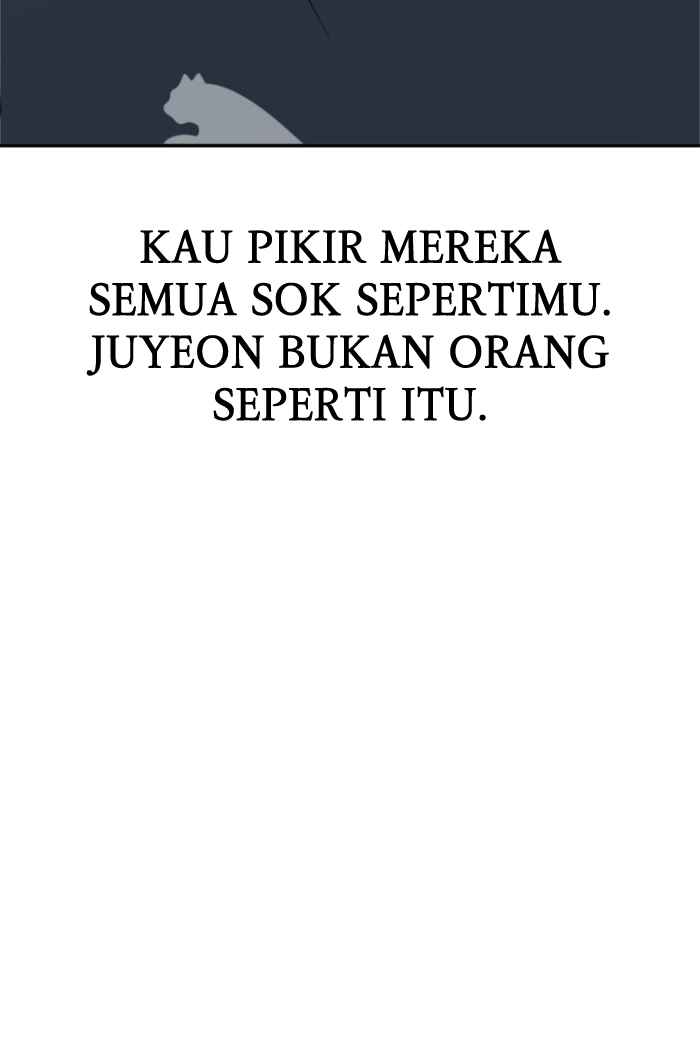 KAU PIKIR MEREKA
SEMUA SOK SEPERTIMU.
JUYEON BUKAN ORANG
SEPERTI ITU.